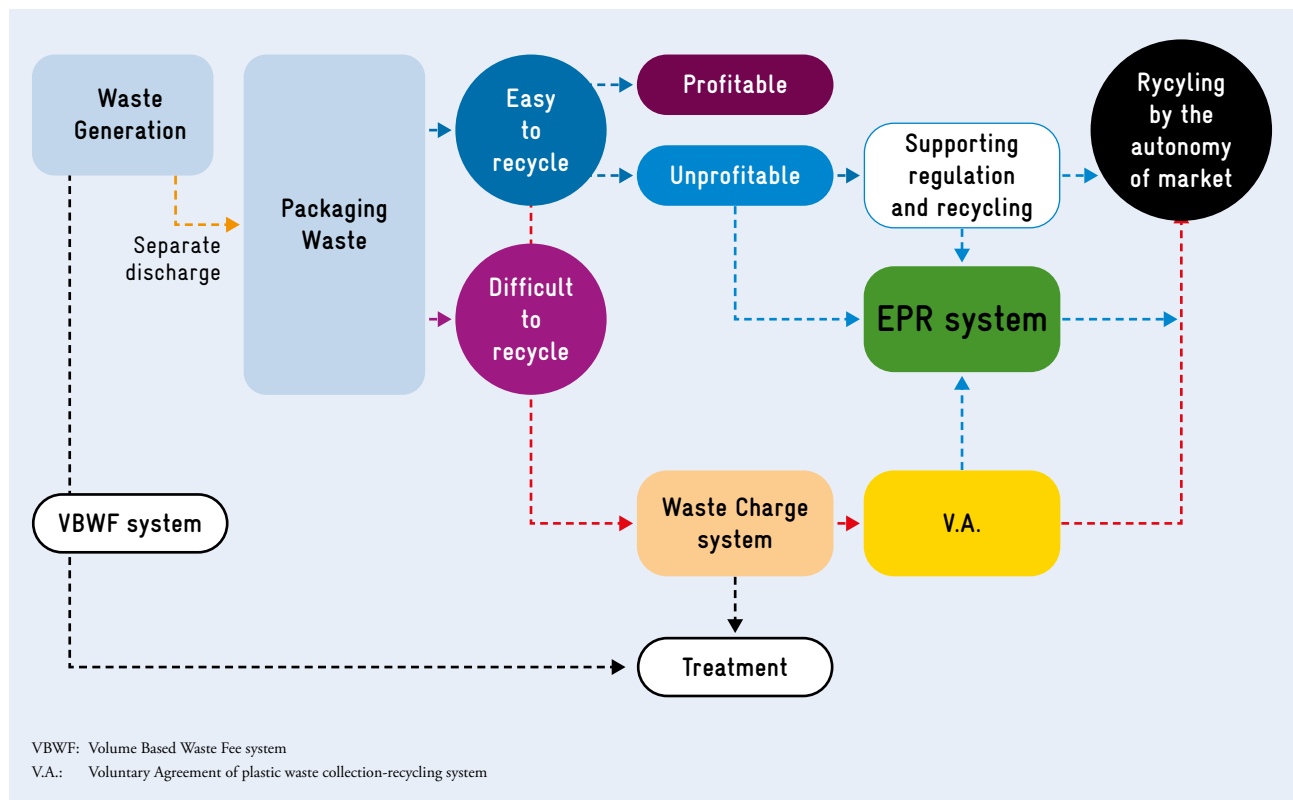 Waste
Generation
Separate
discharge
Packaging
Waste
Easy
to
recycle
Difficult
to
recycle
Profitable
Unprofitable
Supporting
regulation
and recycling
Rycyling
by the
autonomy
of market
EPR system
VBWF system
Waste Charge
system
V.A.
Treatment
VBWF: Volume Based Waste Fee system
V.A.: Voluntary Agreement of plastic waste collection-recycling system